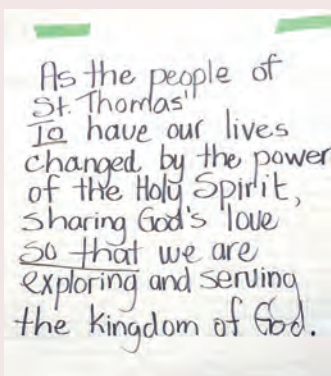 As the people of
St. Thomas'
To have our lives
changed by the power
of the Holy Spirit,
sharing God's love
so that we are
exploring and serving
the kingdom of God.